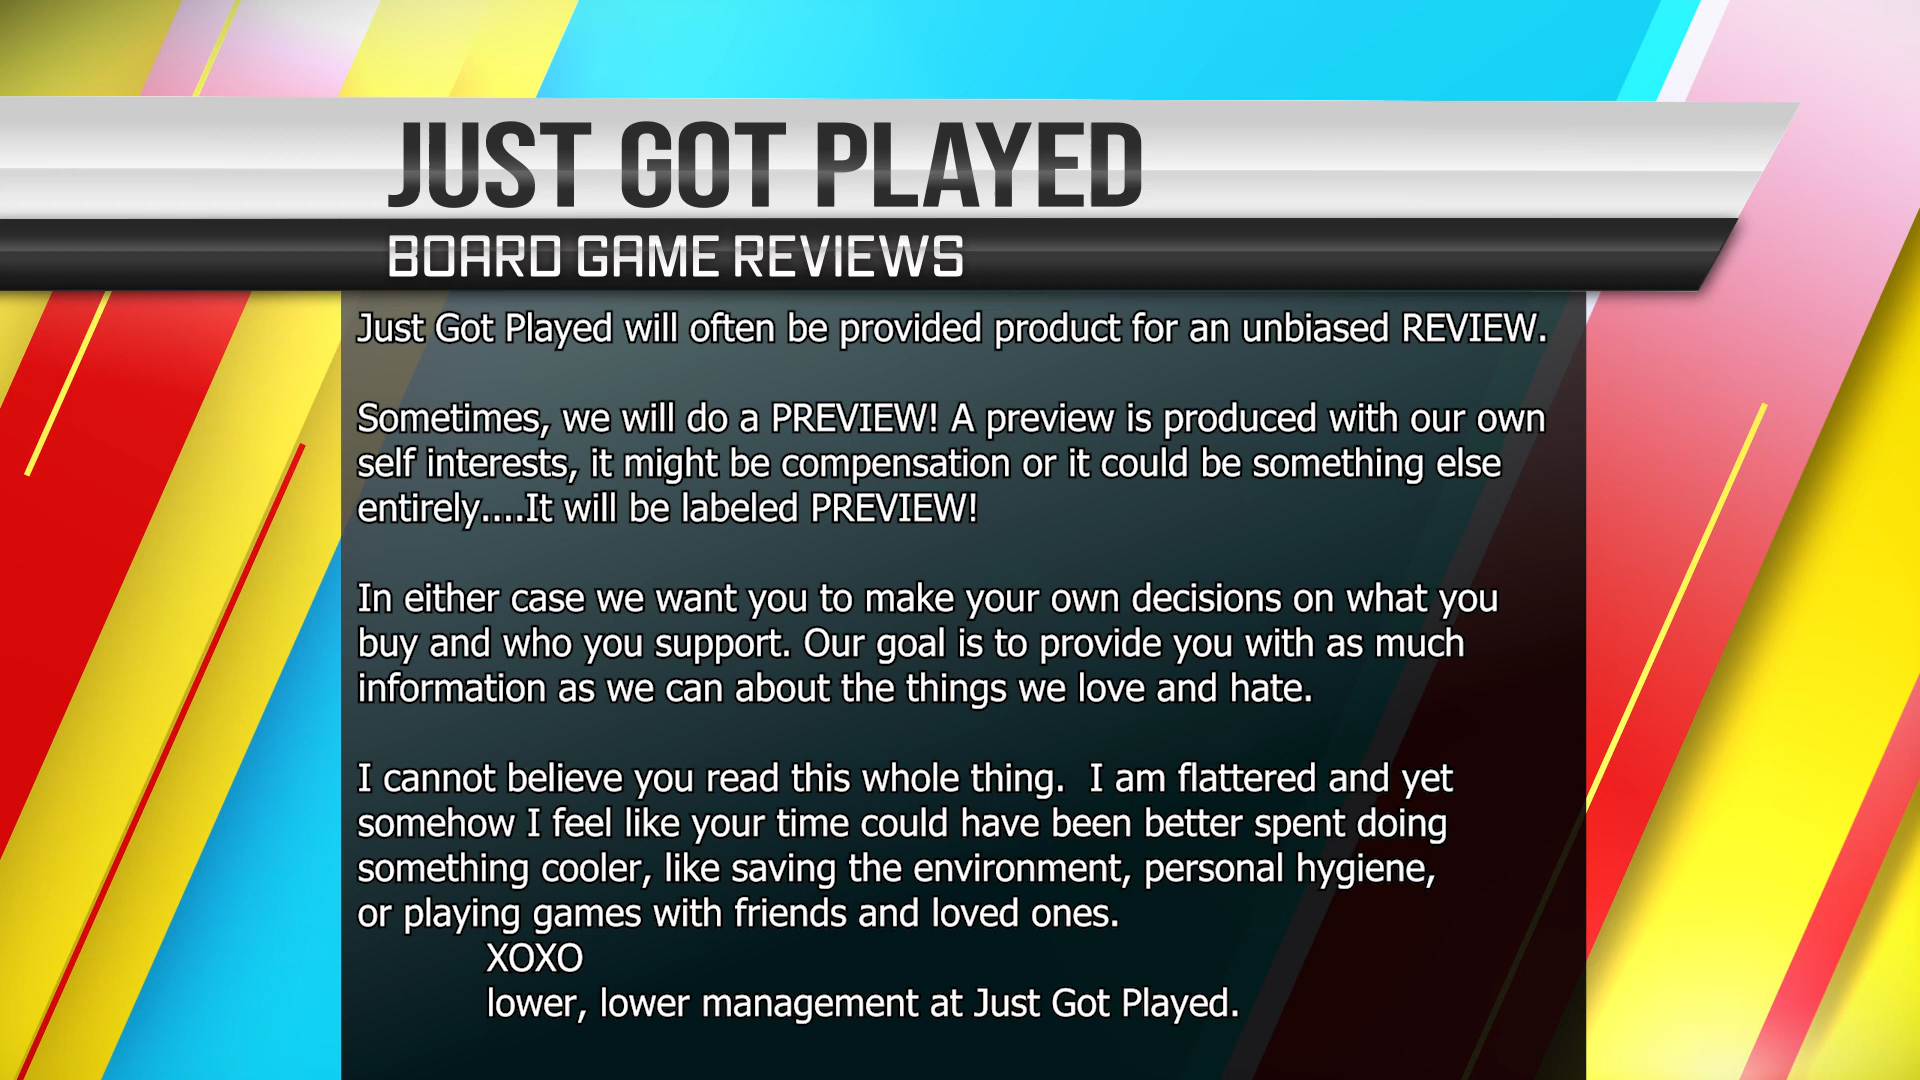 JUST GOT PLAYED
BOARD GAME REVIEWS
Just Got Played will often be provided product for an unbiased REVIEW.
Sometimes, we will do a PREVIEW! A preview is produced with our own
self interests, it might be compensation or it could be something else
entirely....It will be labeled PREVIEW!
In either case we want you to make your own decisions on what you
buy and who you support. Our goal is to provide you with as much
information as we can about the things we love and hate.
I cannot believe you read this whole thing.  I am flattered and yet
somehow I feel like your time could have been better spent doing
something cooler, like saving the environment, personal hygiene,
or playing games with friends and loved ones.
XOXO
lower, lower management at Just Got Played.